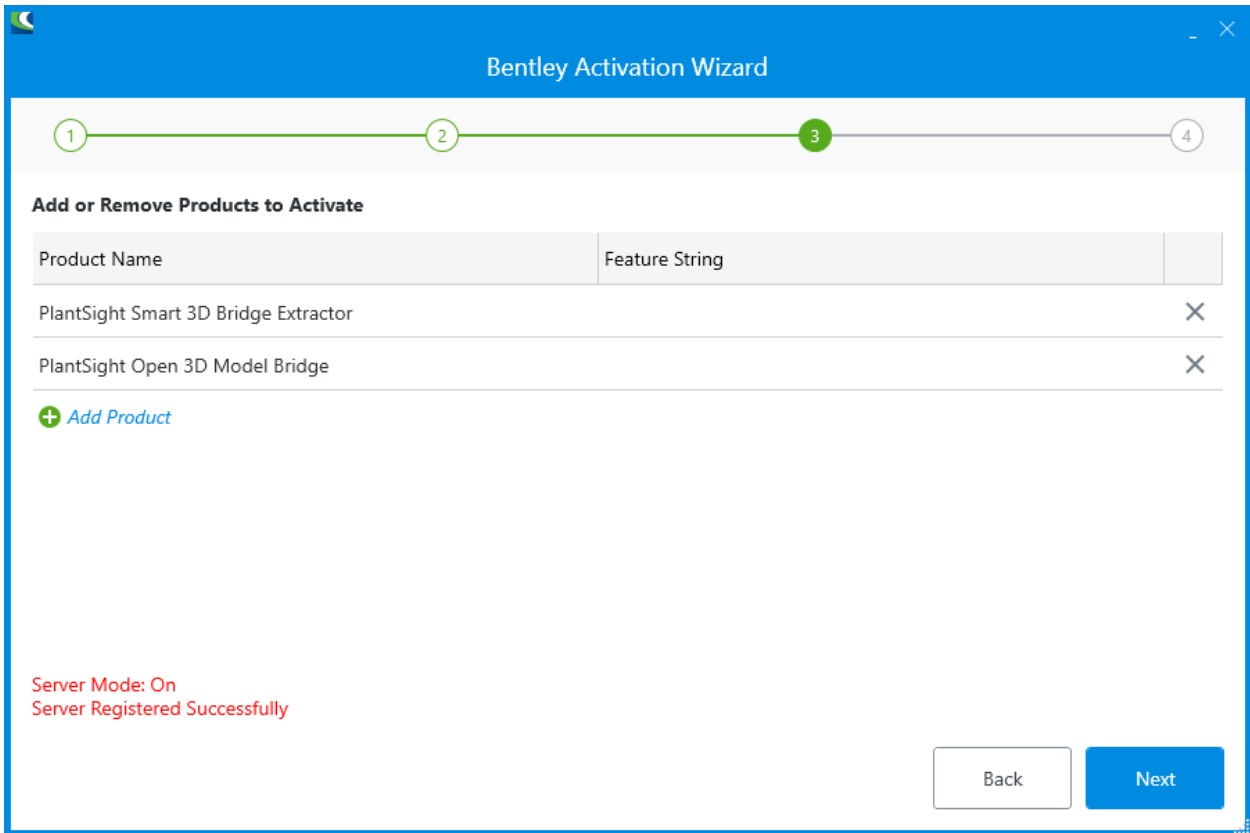 Bentley Activation Wizard
1 2 3 4
Add or Remove Products to Activate
Product Name Feature String
PlantSight Smart 3D Bridge Extractor
PlantSight Open 3D Model Bridge
Add Product
Server Mode: On
Server Registered Successfully
Back Next